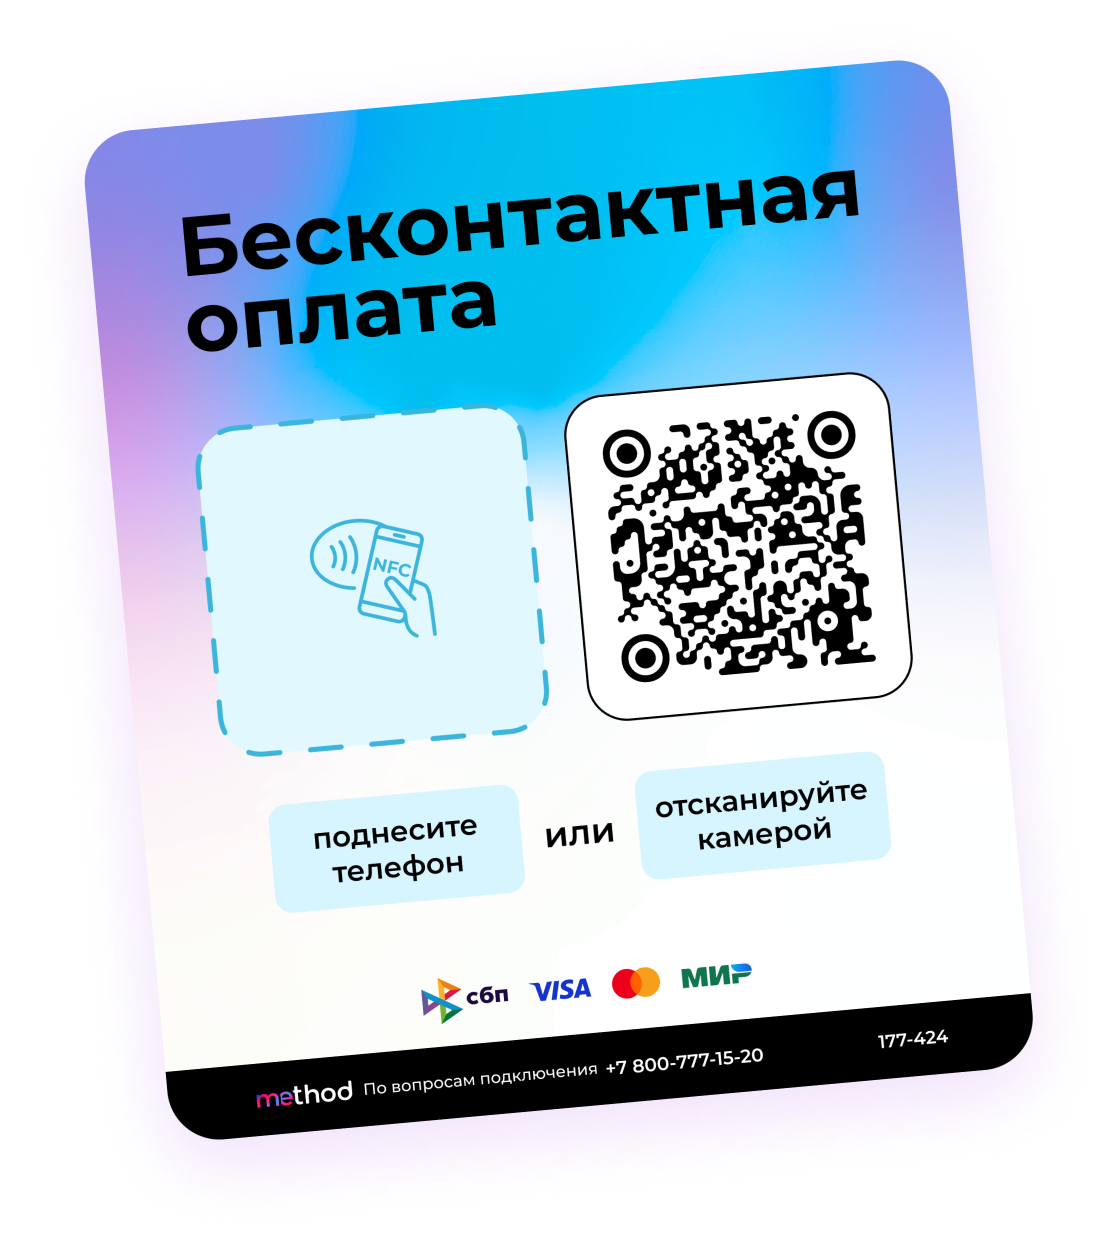 Бесконтактная
оплата
NFC
поднесите
телефон
или
отсканируйте
камерой
сбп VISA МИР
method По вопросам подключения +7 800-777-15-20 177-424